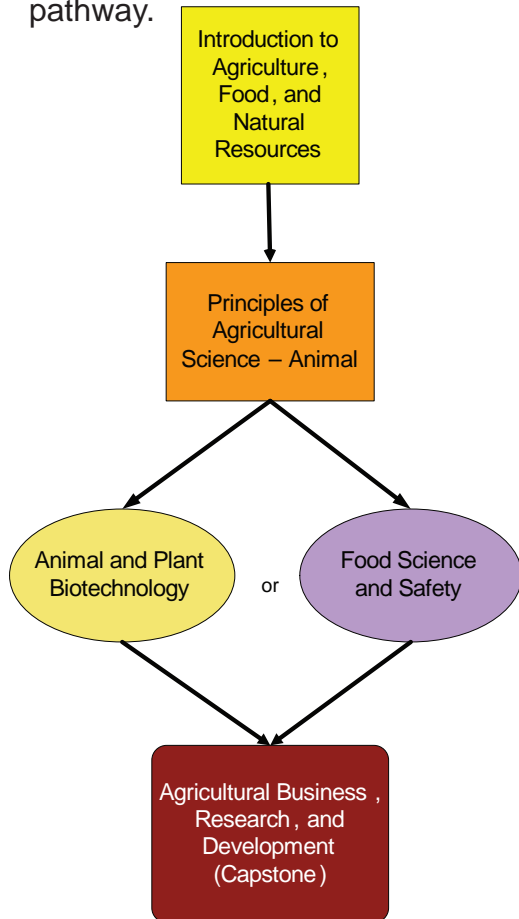 pathway.
Introduction to
Agriculture, 
Food, and
Natural
Resources
Principles of
Agricultural
Science – Animal
Animal and Plant
Biotechnology
or
Food Science
and Safety
Agricultural Business ,
Research , and
Development
(Capstone )